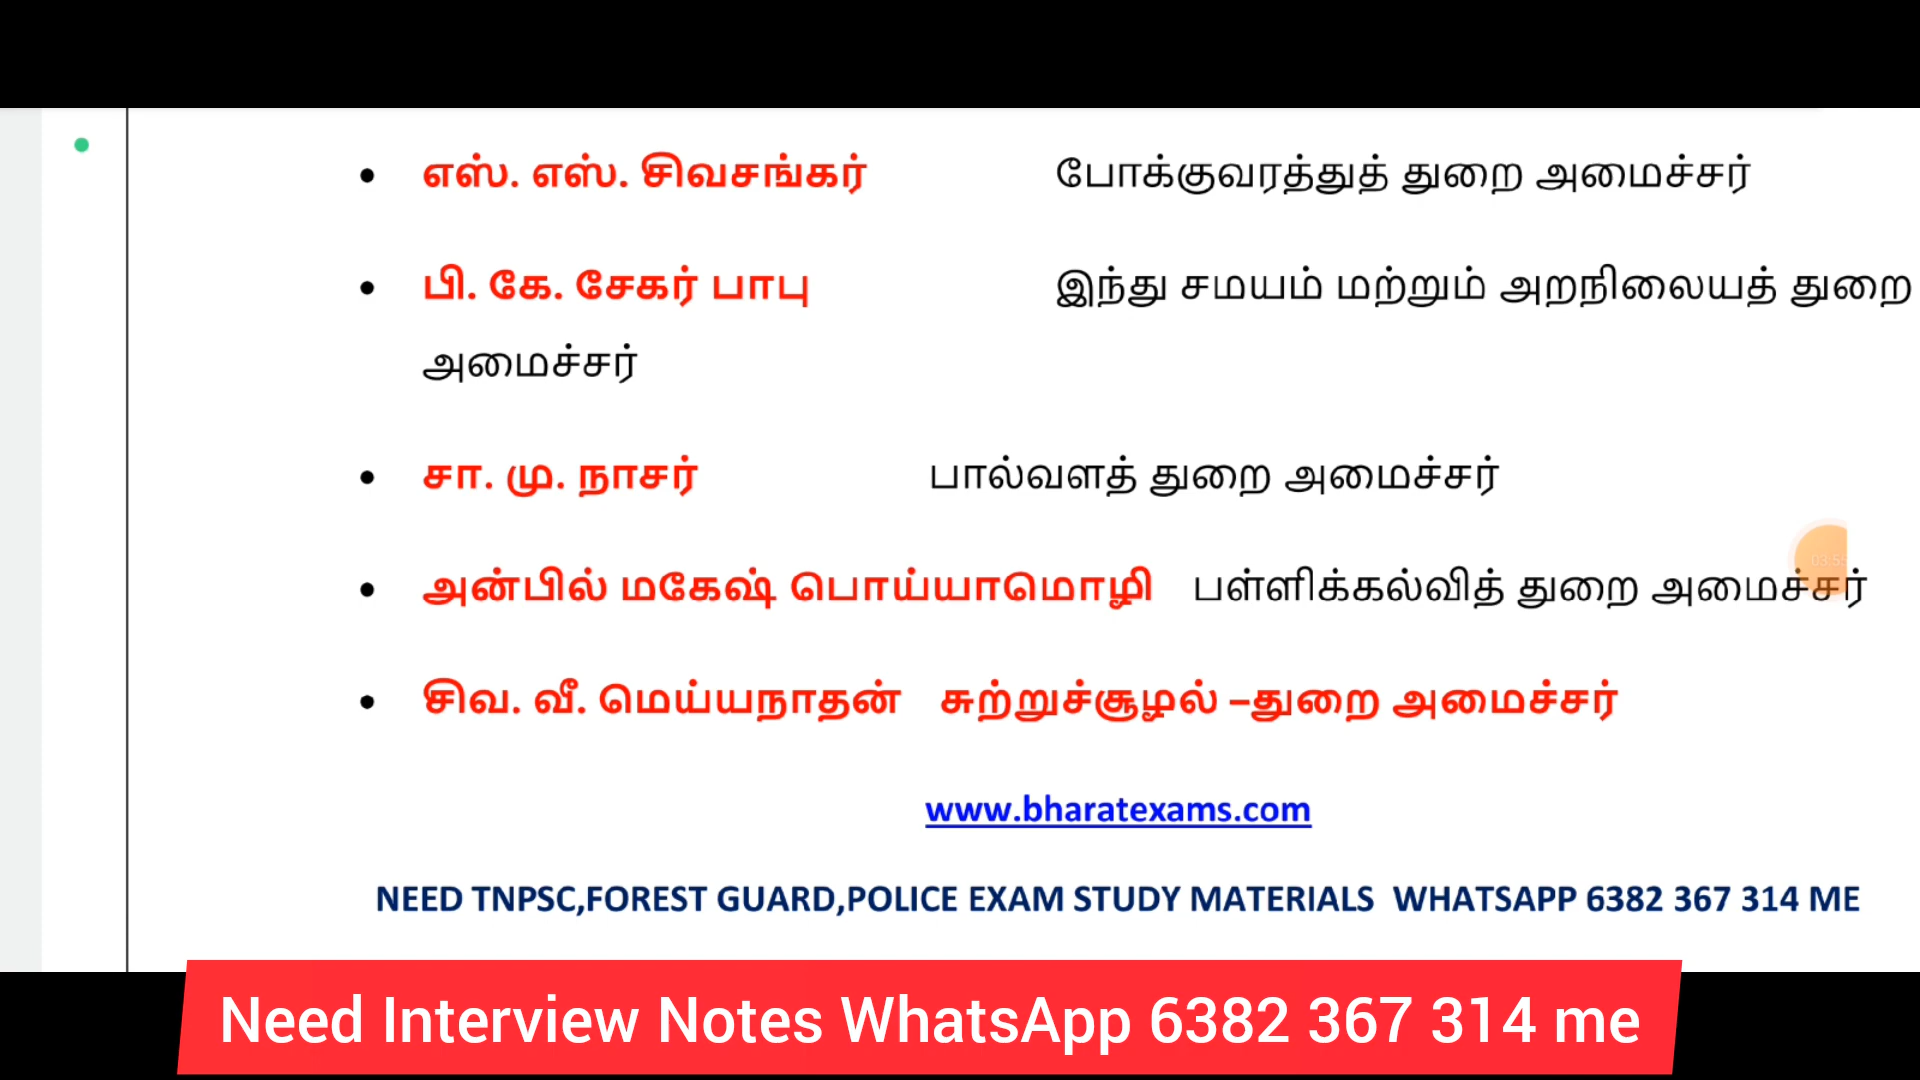 எஸ். எஸ். சிவசங்கர் போக்குவரத்துத் துறை அமைச்சர்
பி. கே. சேகர் பாபு இந்து சமயம் மற்றும் அறநிலையத் துறை
அமைச்சர்
சா. மு. நாசர் பால்வளத் துறை அமைச்சர்
அன்பில் மகேஷ் பொய்யாமொழி பள்ளிக்கல்வித் துறை அமைச்சர்
சிவ. வீ. மெய்யநாதன் சுற்றுச்சூழல் –துறை அமைச்சர்
www.bharatexams.com
NEED TNPSC,FOREST GUARD,POLICE EXAM STUDY MATERIALS WHATSAPP 6382 367 314 ME
Need Interview Notes WhatsApp 6382 367 314 me